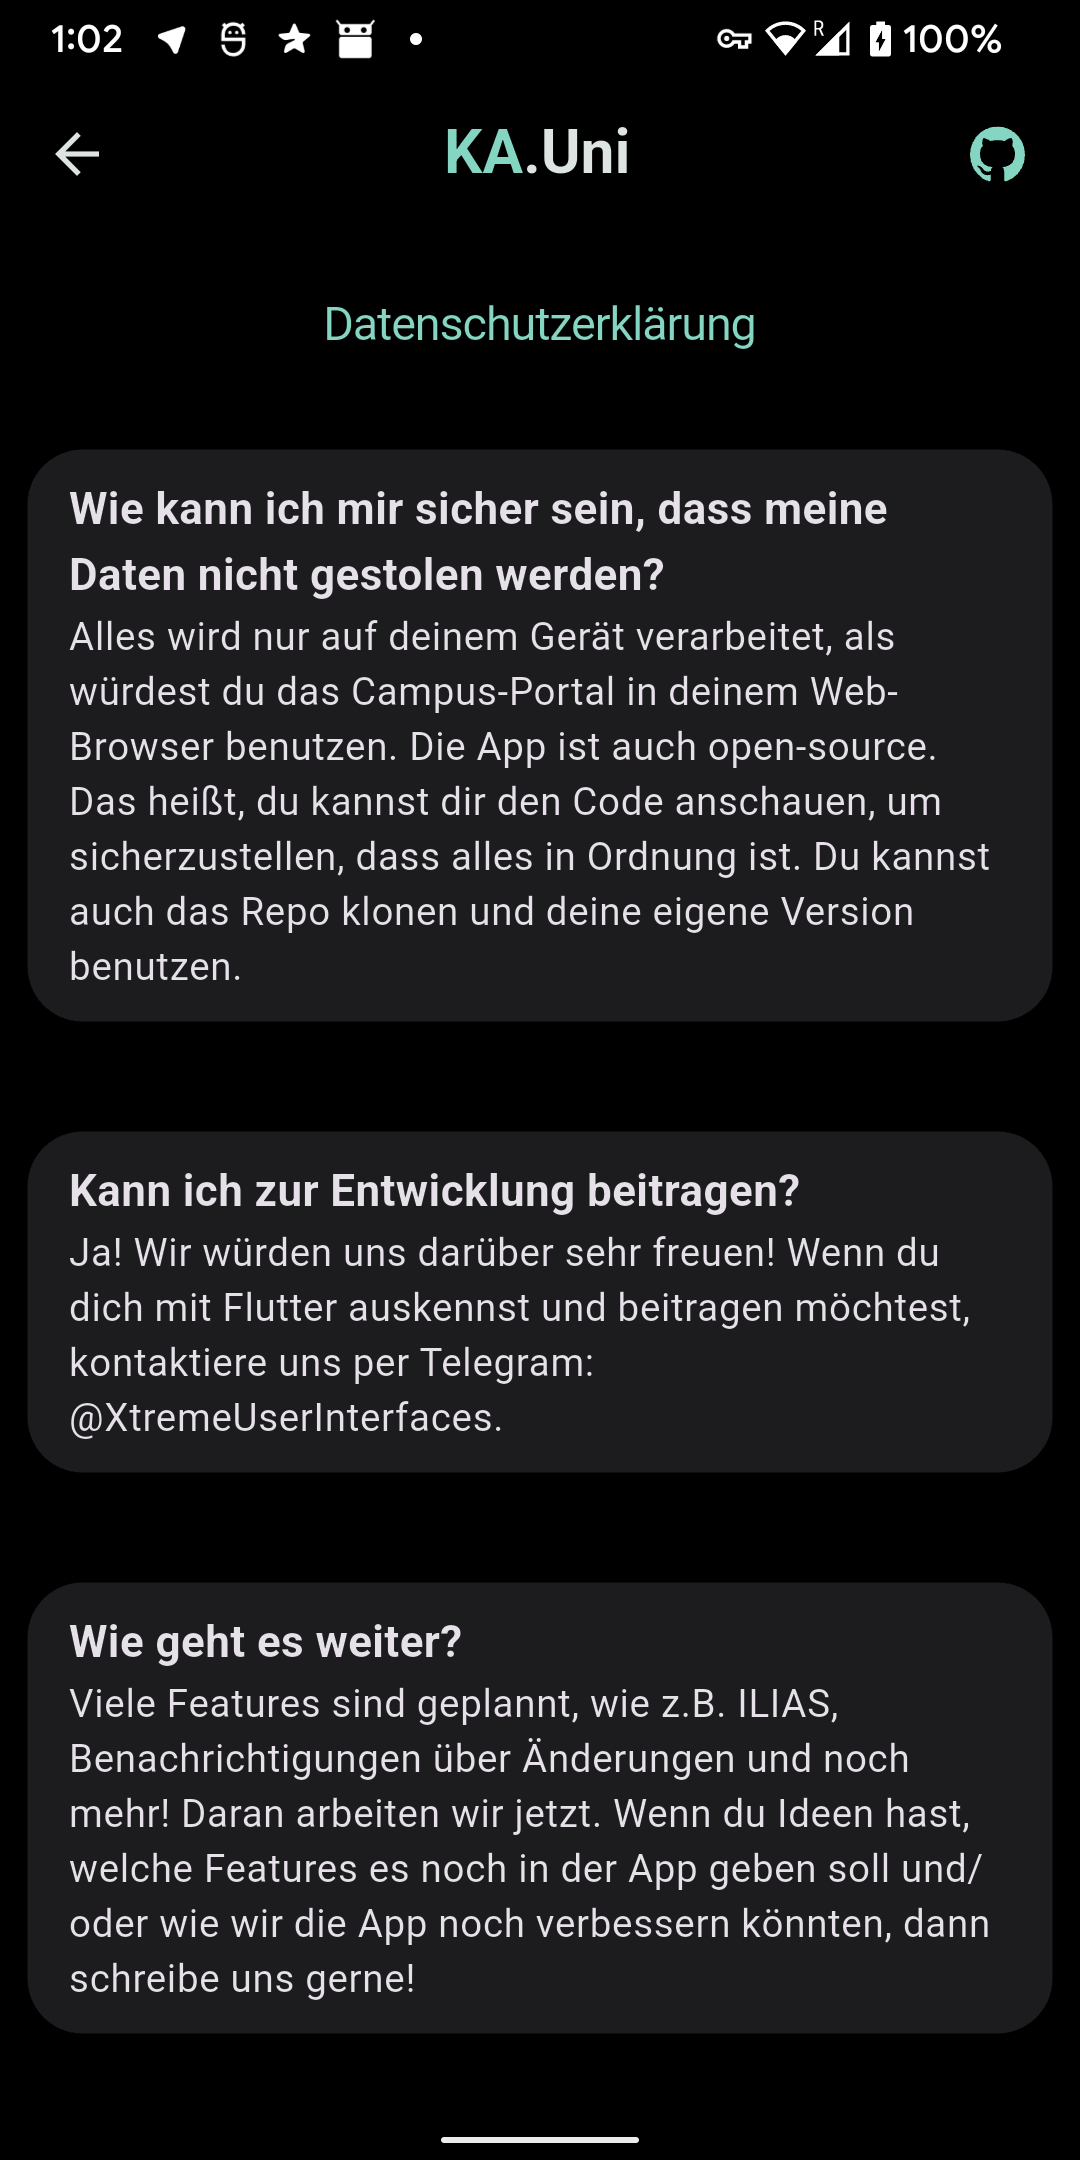 1:02
R
100%
KA.Uni
Datenschutzerklärung
Wie kann ich mir sicher sein, dass meine
Daten nicht gestolen werden?
Alles wird nur auf deinem Gerät verarbeitet, als
würdest du das Campus-Portal in deinem Web-
Browser benutzen. Die App ist auch open-source.
Das heißt, du kannst dir den Code anschauen, um
sicherzustellen, dass alles in Ordnung ist. Du kannst
auch das Repo klonen und deine eigene Version
benutzen.
Kann ich zur Entwicklung beitragen?
Ja! Wir würden uns darüber sehr freuen! Wenn du
dich mit Flutter auskennst und beitragen möchtest,
kontaktiere uns per Telegram:
@XtremeUserInterfaces.
Wie geht es weiter?
Viele Features sind geplannt, wie z.B. ILIAS,
Benachrichtigungen über Änderungen und noch
mehr! Daran arbeiten wir jetzt. Wenn du Ideen hast,
welche Features es noch in der App geben soll und/
oder wie wir die App noch verbessern könnten, dann
schreibe uns gerne!